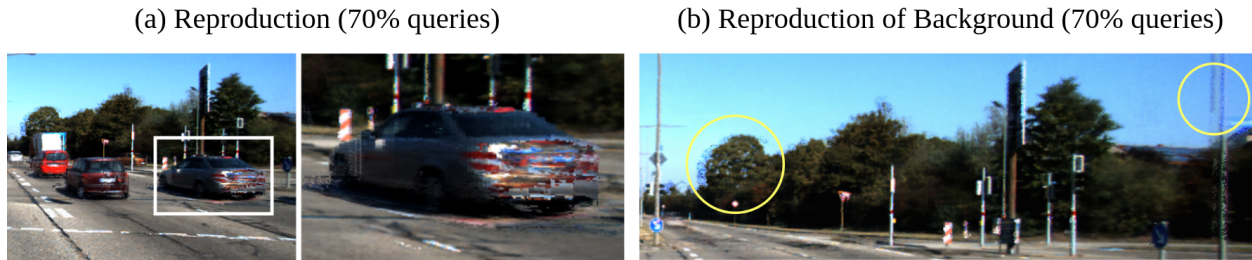 (a) Reproduction (70% queries)
(b) Reproduction of Background (70% queries)